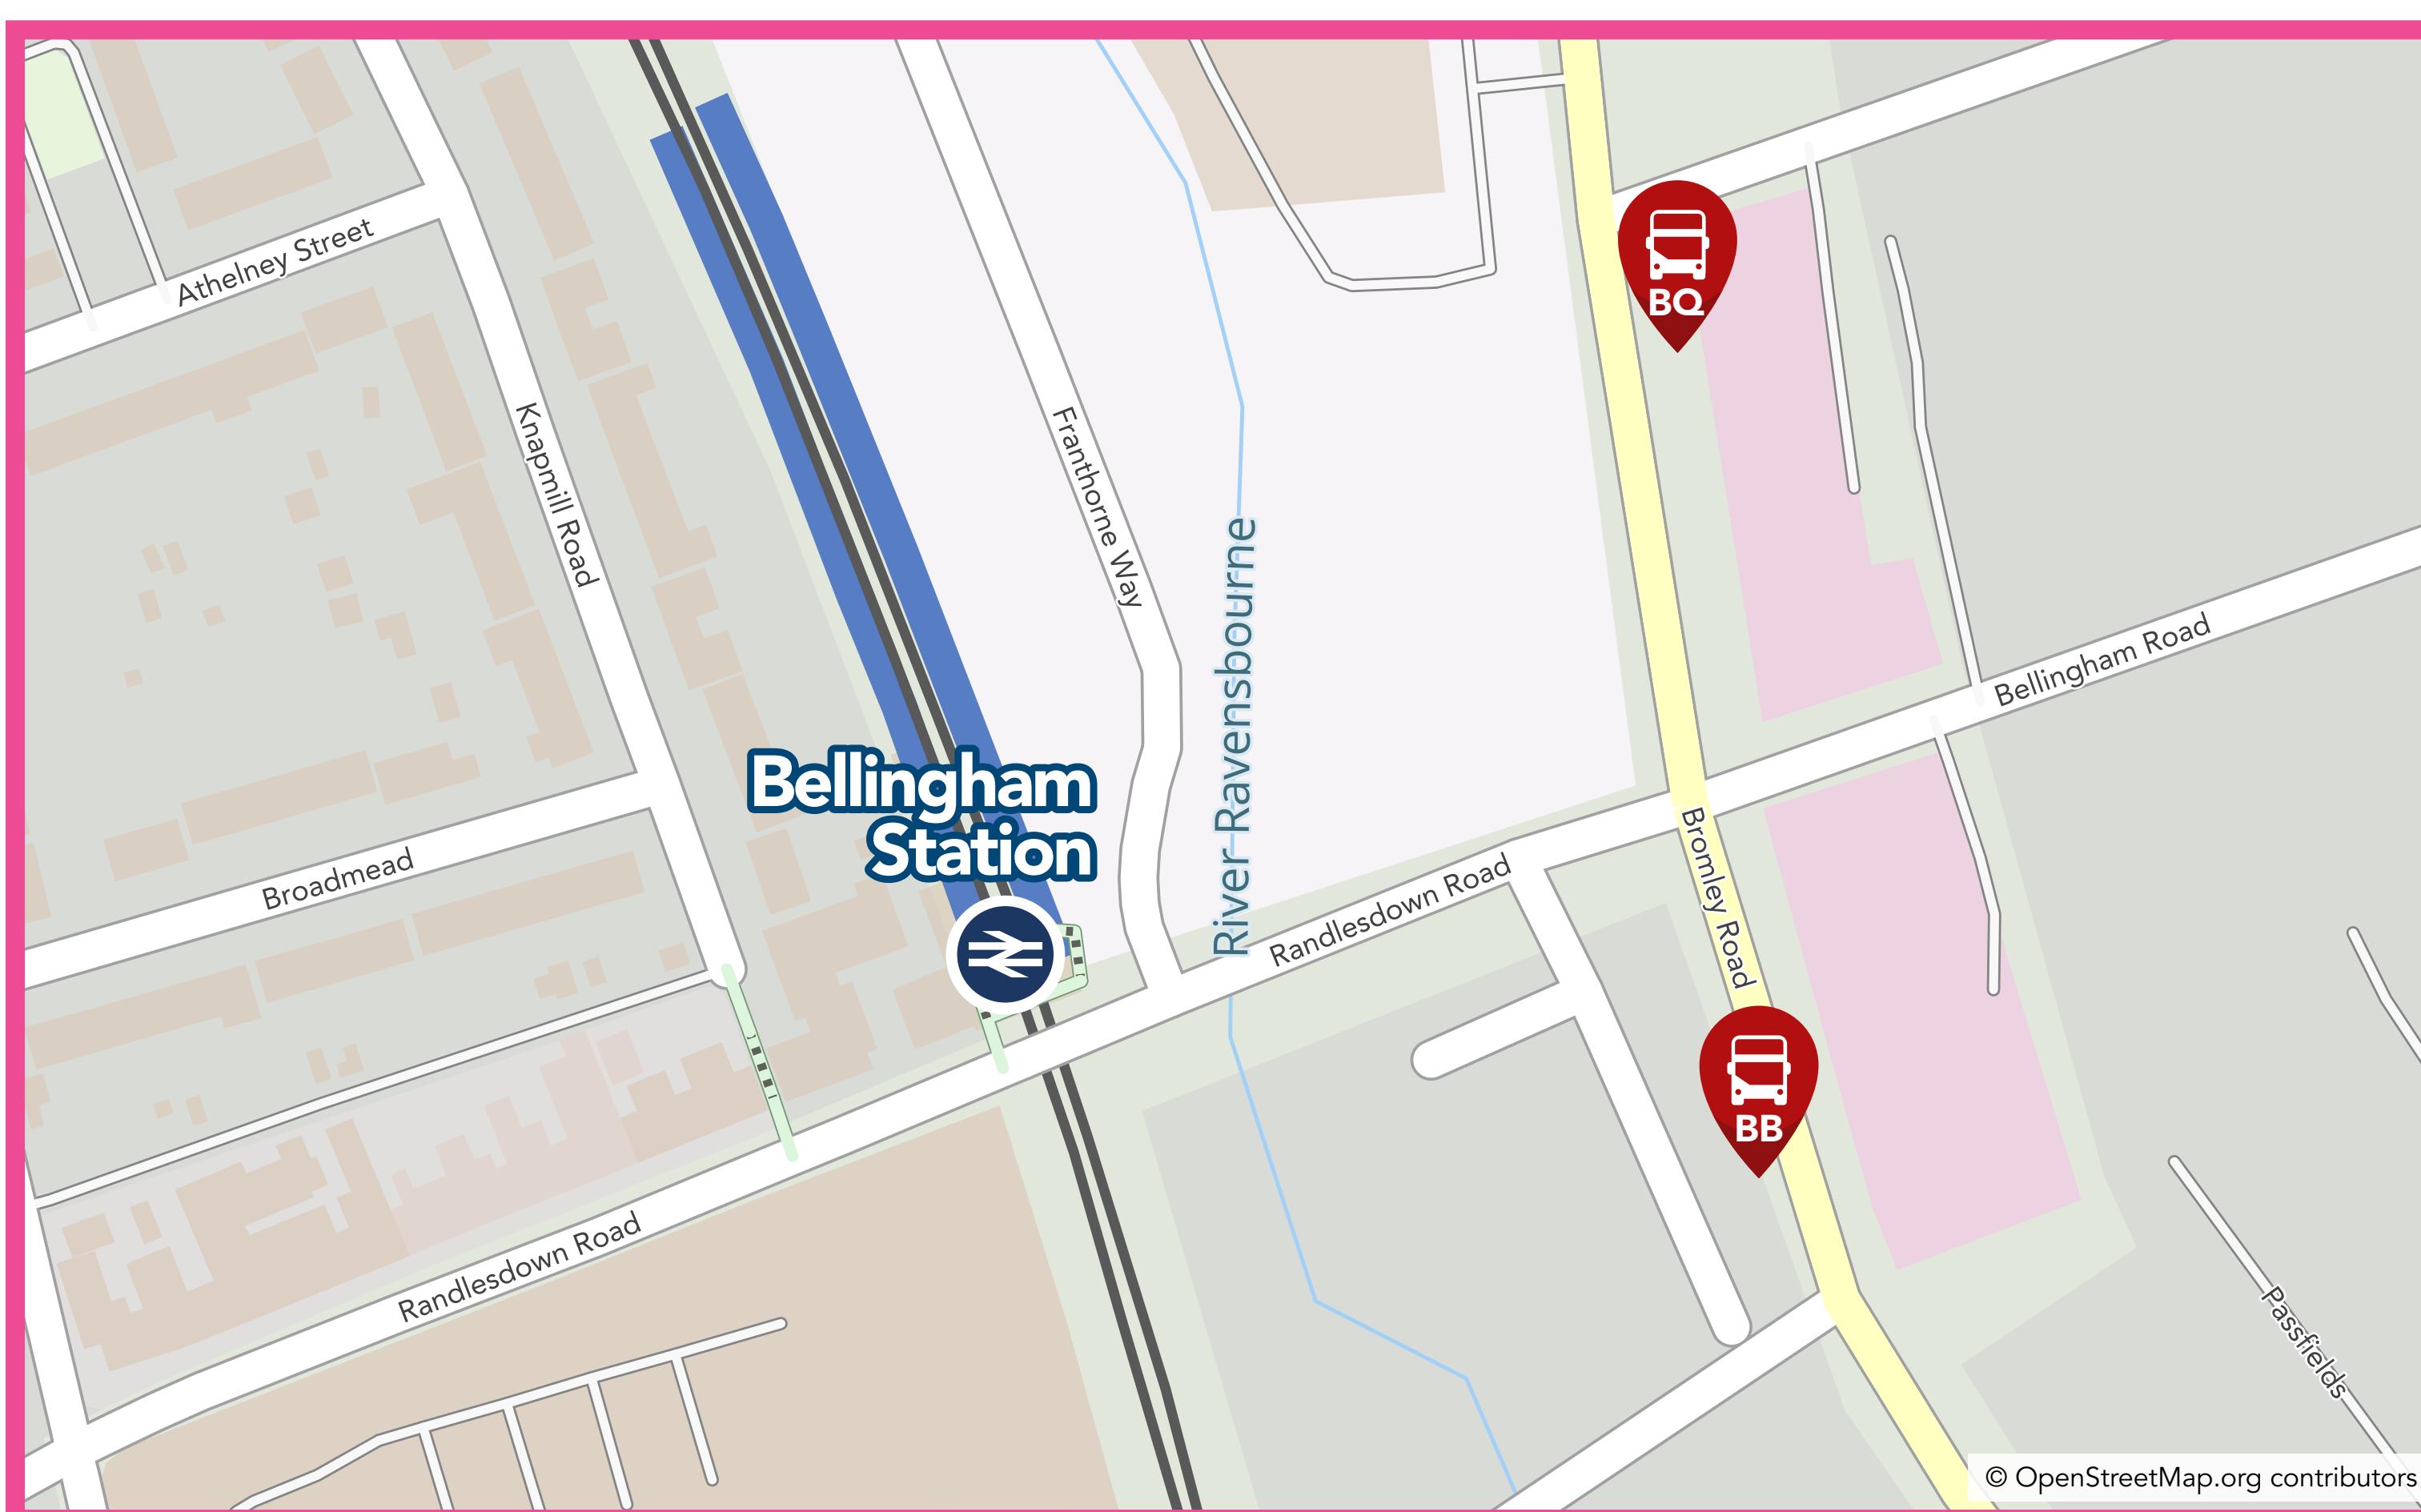 Athelney Street
BQ
Knapmill Road
Franthorne Way
River Ravensbourne
Bellingham Road
Bellingham
Station
Broadmead
Randlesdown Road
Bromley Road
BB
Randlesdown Road
Passfields
© OpenStreetMap.org contributors